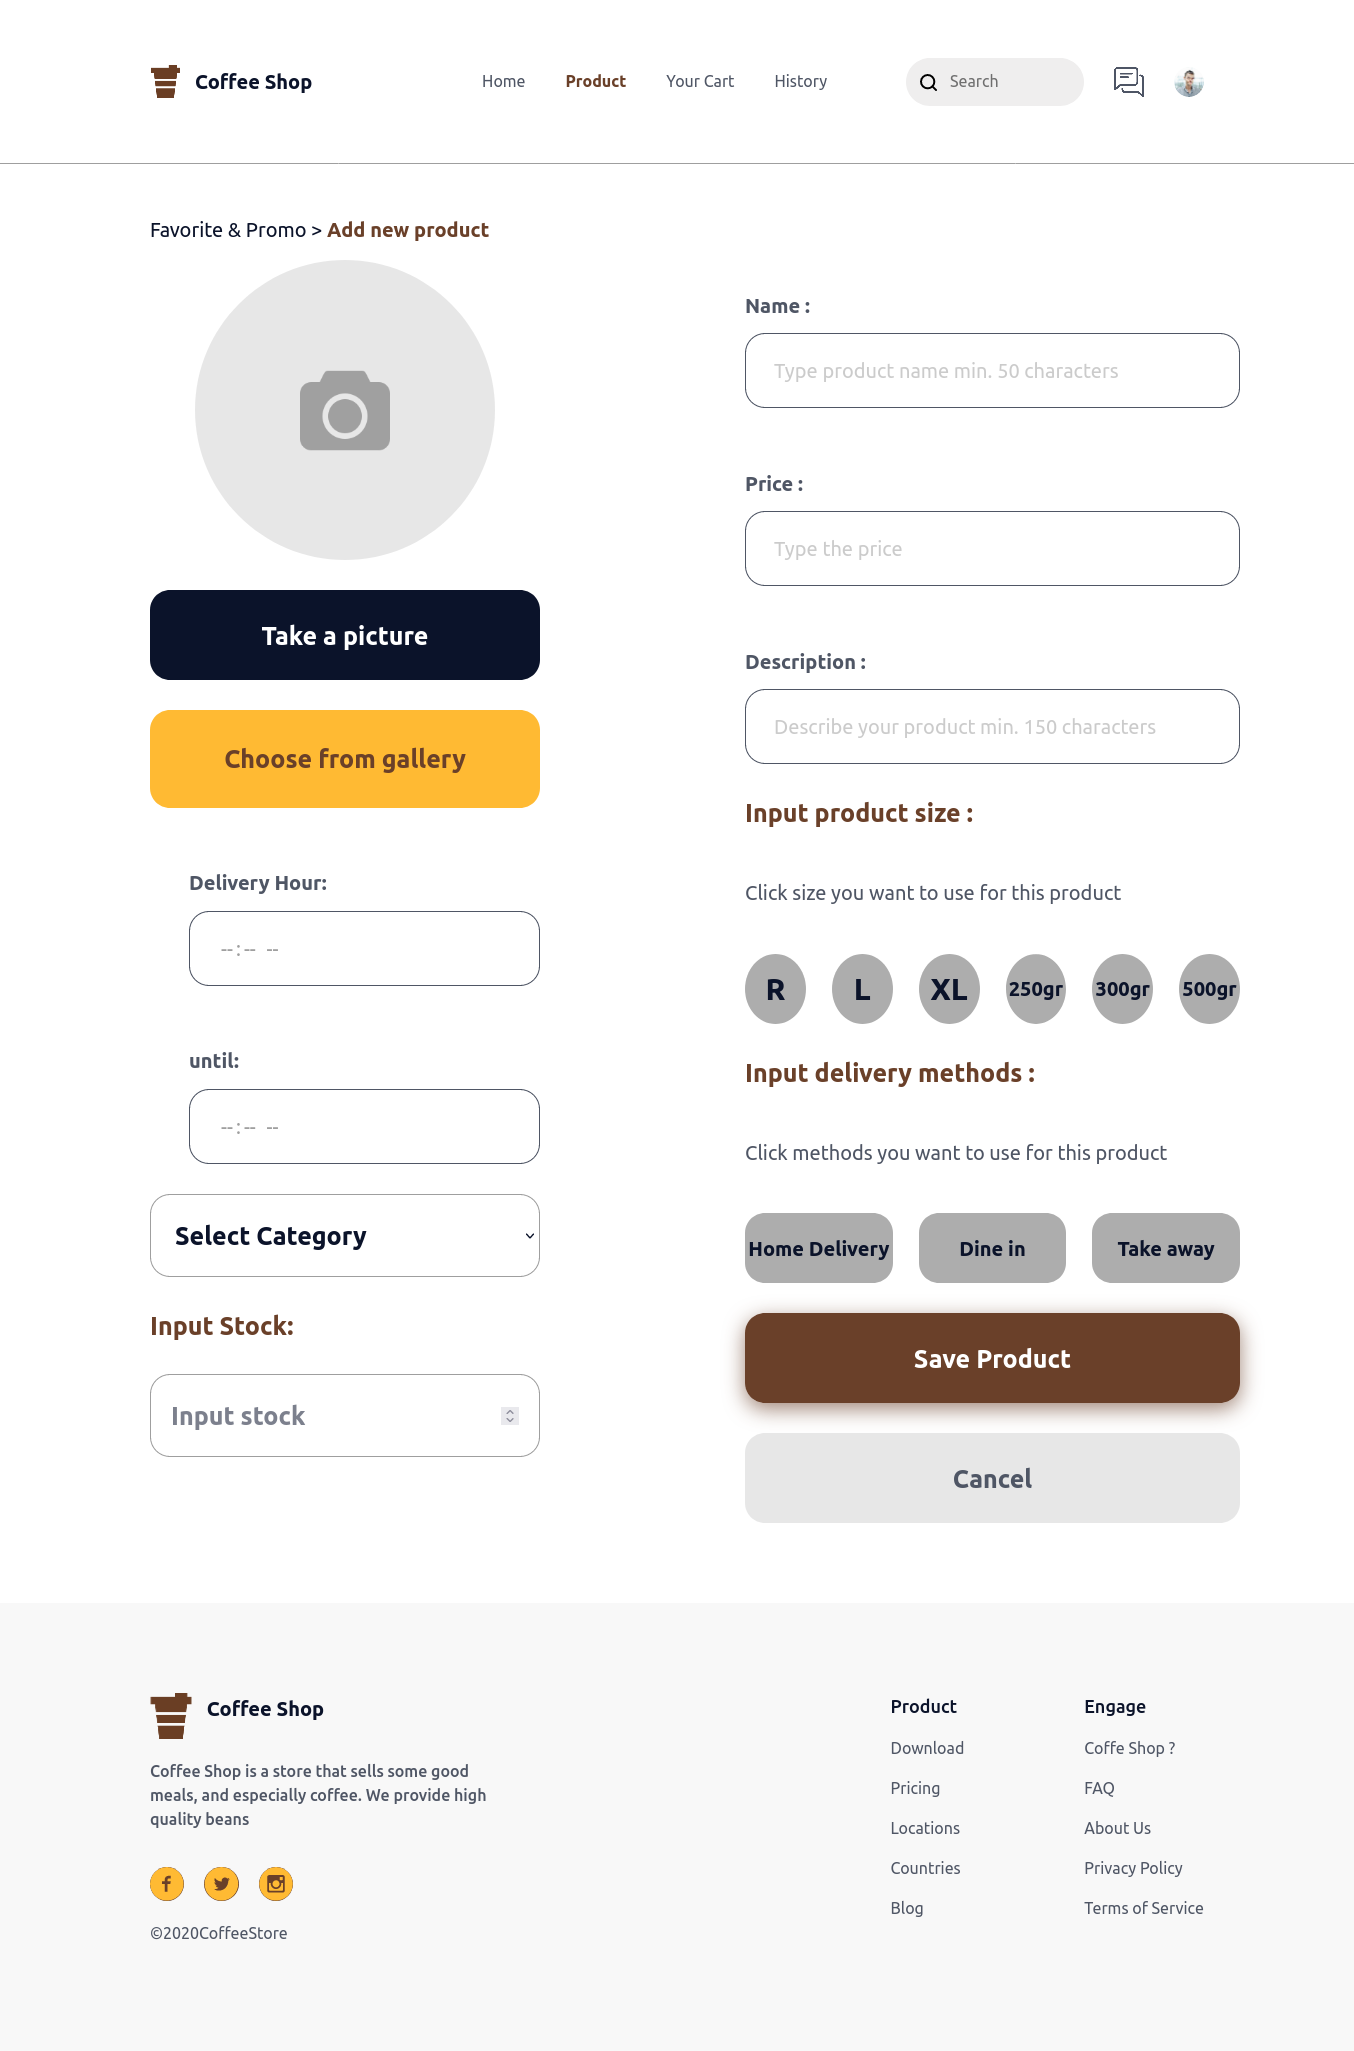 Coffee Shop
Home
Product
Your Cart
History
Search
Favorite & Promo > Add new product
Take a picture
Choose from gallery
Delivery Hour:
--:-- --
until:
--:-- --
Select Category
Input Stock:
Input stock
Name :
Type product name min. 50 characters
Price :
Type the price
Description :
Describe your product min. 150 characters
Input product size :
Click size you want to use for this product
R
L
XL
250gr
300gr
500gr
Input delivery methods :
Click methods you want to use for this product
Home Delivery
Dine in
Take away
Save Product
Cancel
Coffee Shop
Coffee Shop is a store that sells some good
meals, and especially coffee. We provide high
quality beans
©2020CoffeeStore
Product
Download
Pricing
Locations
Countries
Blog
Engage
Coffe Shop ?
FAQ
About Us
Privacy Policy
Terms of Service